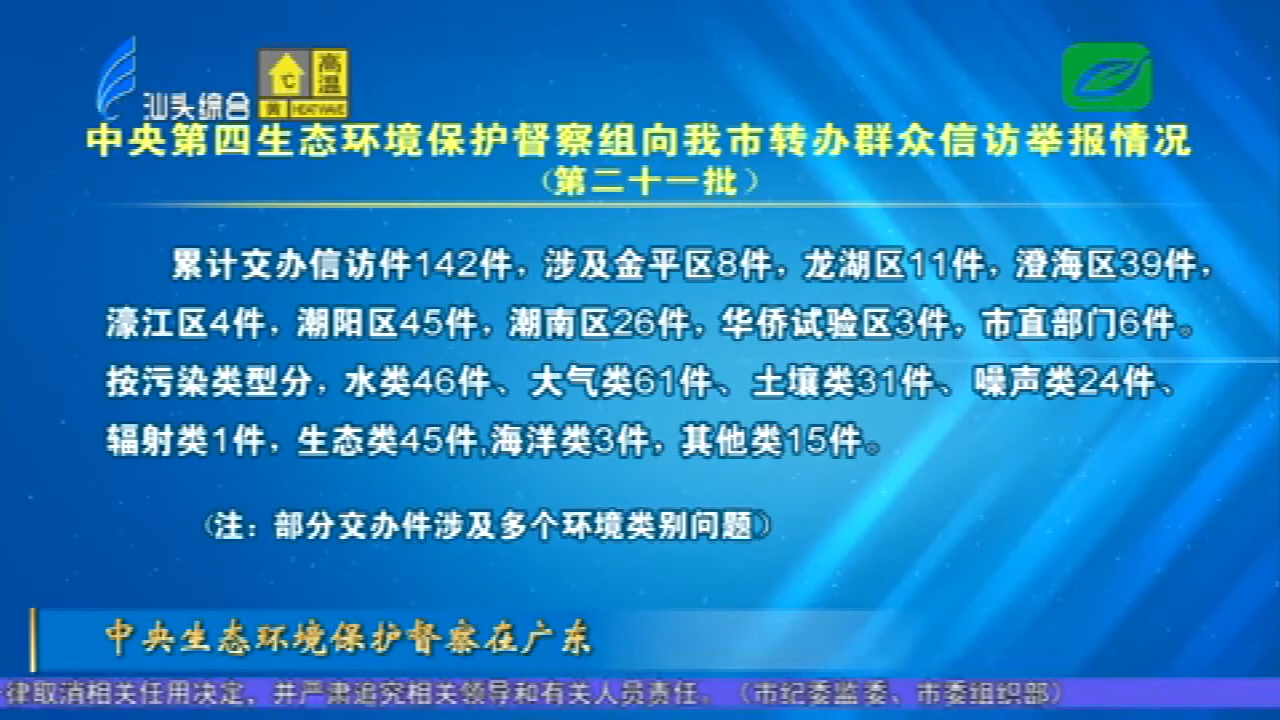 汕头综合
℃
高温
黄 HEAT WAVE
中央第四生态环境保护督察组向我市转办群众信访举报情况
（第二十一批）
累计交办信访件142件，涉及金平区8件，龙湖区11件，澄海区39件，
濠江区4件，潮阳区45件，潮南区26件，华侨试验区3件，市直部门6件。
按污染类型分，水类46件、大气类61件、土壤类31件、噪声类24件、
辐射类1件，生态类45件,海洋类3件，其他类15件。
（注：部分交办件涉及多个环境类别问题）
中央生态环境保护督察在广东
律取消相关任用决定，并严肃追究相关领导和有关人员责任。（市纪委监委、市委组织部）